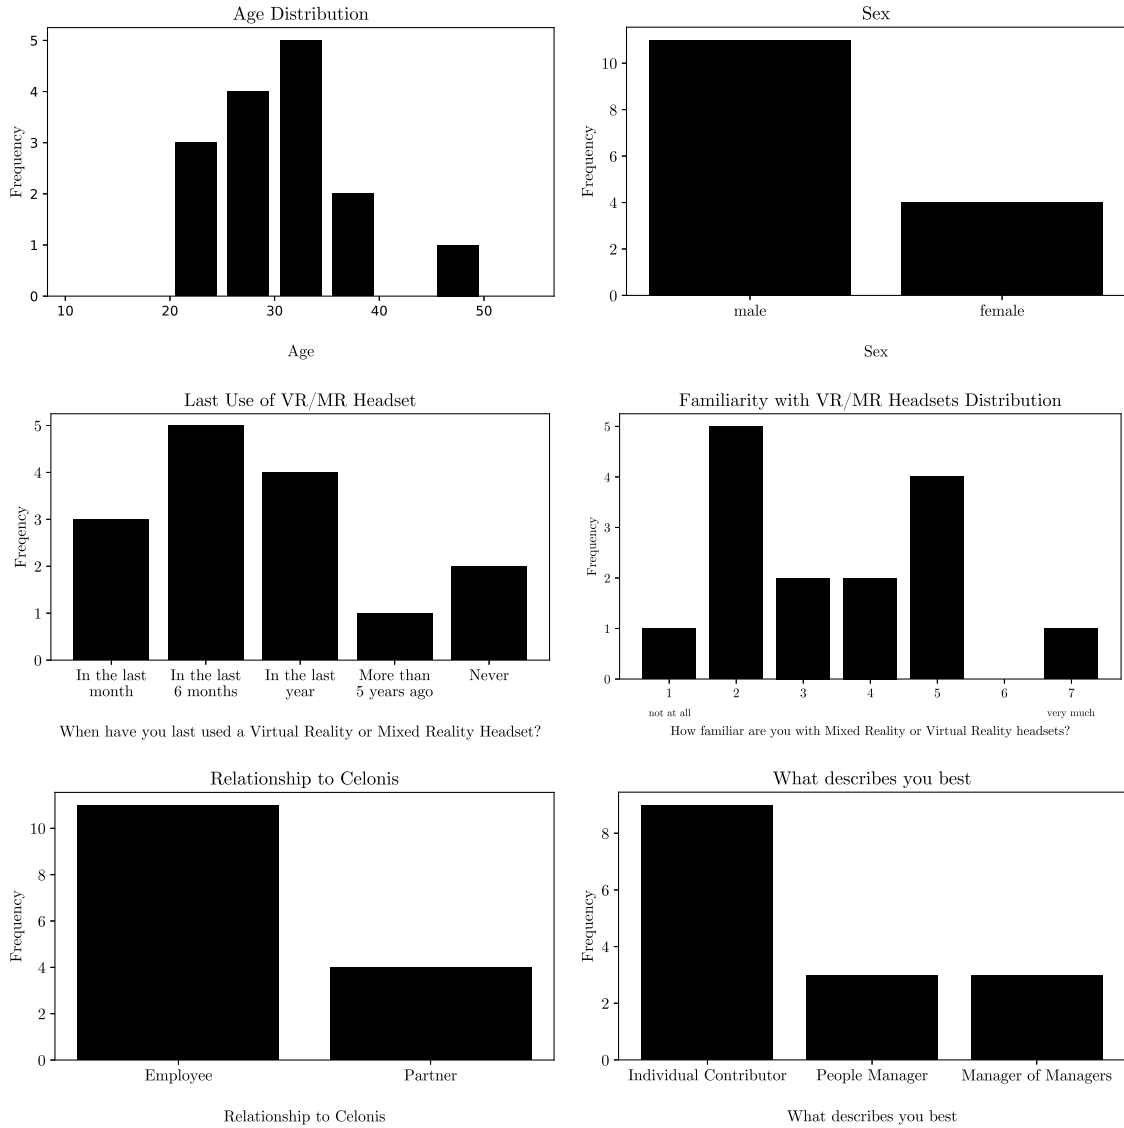 Age Distribution
Frequency
5
4
3
2
1
0
10 20 30 40 50
Age
Sex
Frequency
10
8
6
4
2
0
male female
Sex
Last Use of VR/MR Headset
Freqency
5
4
3
2
1
0
In the last month
In the last 6 months
In the last year
More than 5 years ago
Never
When have you last used a Virtual Reality or Mixed Reality Headset?
Familiarity with VR/MR Headsets Distribution
Frequency
5
4
3
2
1
0
1 2 3 4 5 6 7
not at all very much
How familiar are you with Mixed Reality or Virtual Reality headsets?
Relationship to Celonis
Frequency
10
8
6
4
2
0
Employee Partner
Relationship to Celonis
What describes you best
Frequency
8
6
4
2
0
Individual Contributor People Manager Manager of Managers
What describes you best